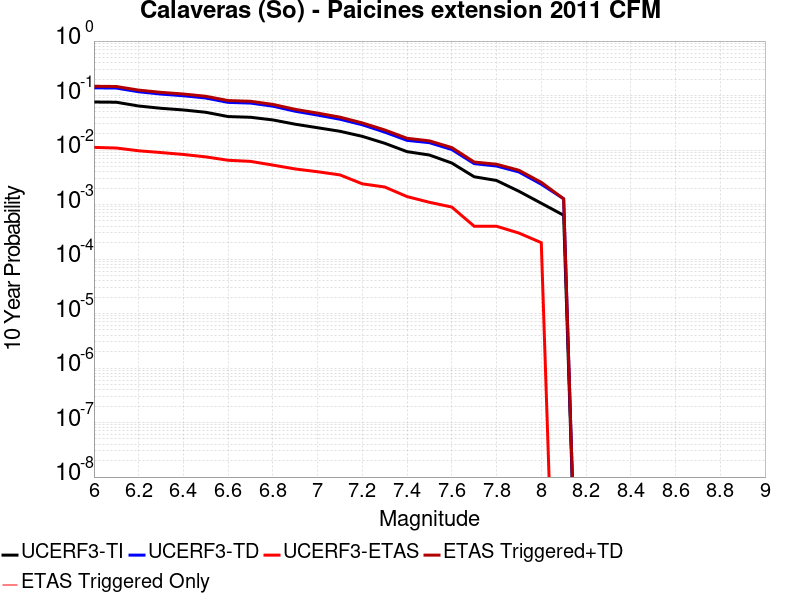 Calaveras (So) - Paicines extension 2011 CFM
10^0
10^-1
10^-2
10^-3
10^-4
10^-5
10^-6
10^-7
10^-8
10 Year Probability
6 6.2 6.4 6.6 6.8 7 7.2 7.4 7.6 7.8 8 8.2 8.4 8.6 8.8 9
Magnitude
UCERF3-TI UCERF3-TD UCERF3-ETAS ETAS Triggered+TD
ETAS Triggered Only